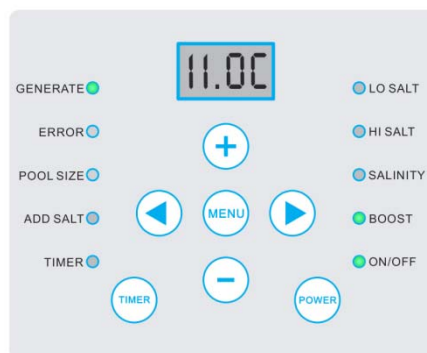 11.0C
GENERATE
LO SALT
ERROR
HI SALT
POOL SIZE
SALINITY
ADD SALT
MENU
BOOST
TIMER
ON/OFF
TIMER
POWER